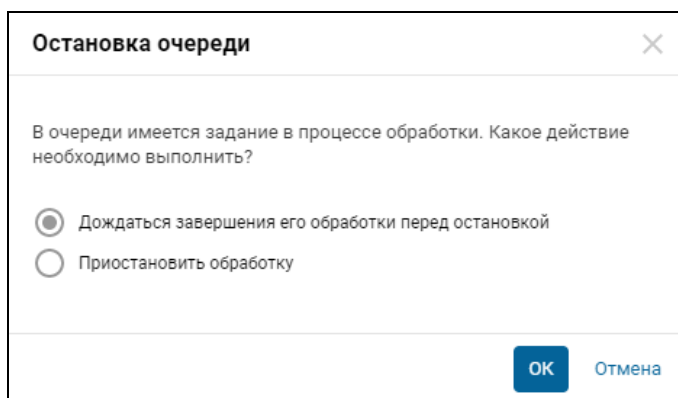 Остановка очереди
В очереди имеется задание в процессе обработки. Какое действие
необходимо выполнить?
Дождаться завершения его обработки перед остановкой
Приостановить обработку
ОК Отмена